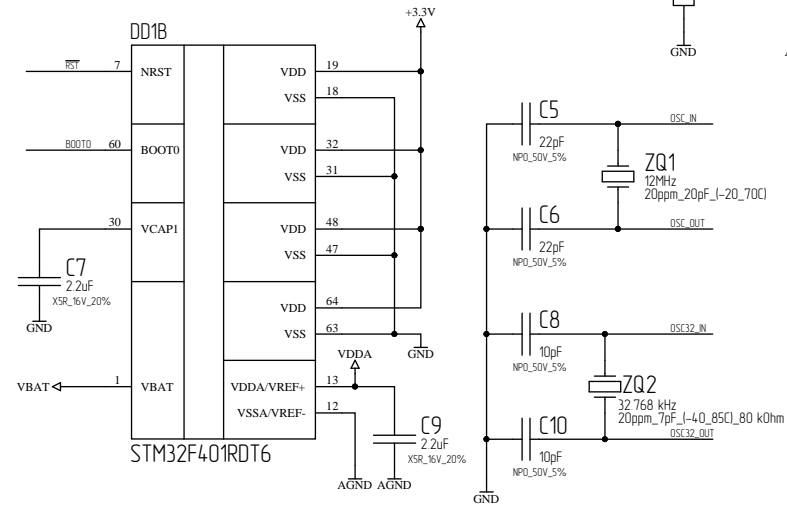 +3.3V
GND
DD1B
RST 7 NRST VDD 19
VSS 18
BOOT0 60 BOOT0 VDD 32
VSS 31
30 VCAP1 VDD 48
VSS 47
C7
2.2uF
X5R_16V_20%
GND
VDD 64
VSS 63
GND
VDDA
VBAT 1 VBAT VDDA/VREF+ 13
VSSA/VREF- 12
STM32F401RDT6
C9
2.2uF
X5R_16V_20%
AGND AGND
C5
22pF
NPO_50V_5%
OSC_IN
ZQ1
12MHz
20ppm_20pF_(-20_70C)
C6
22pF
NPO_50V_5%
OSC_OUT
C8
10pF
NPO_50V_5%
OSC32_IN
ZQ2
32.768 kHz
20ppm_7pF_(-40_85C)_80 kOhm
OSC32_OUT
C10
10pF
NPO_50V_5%
GND